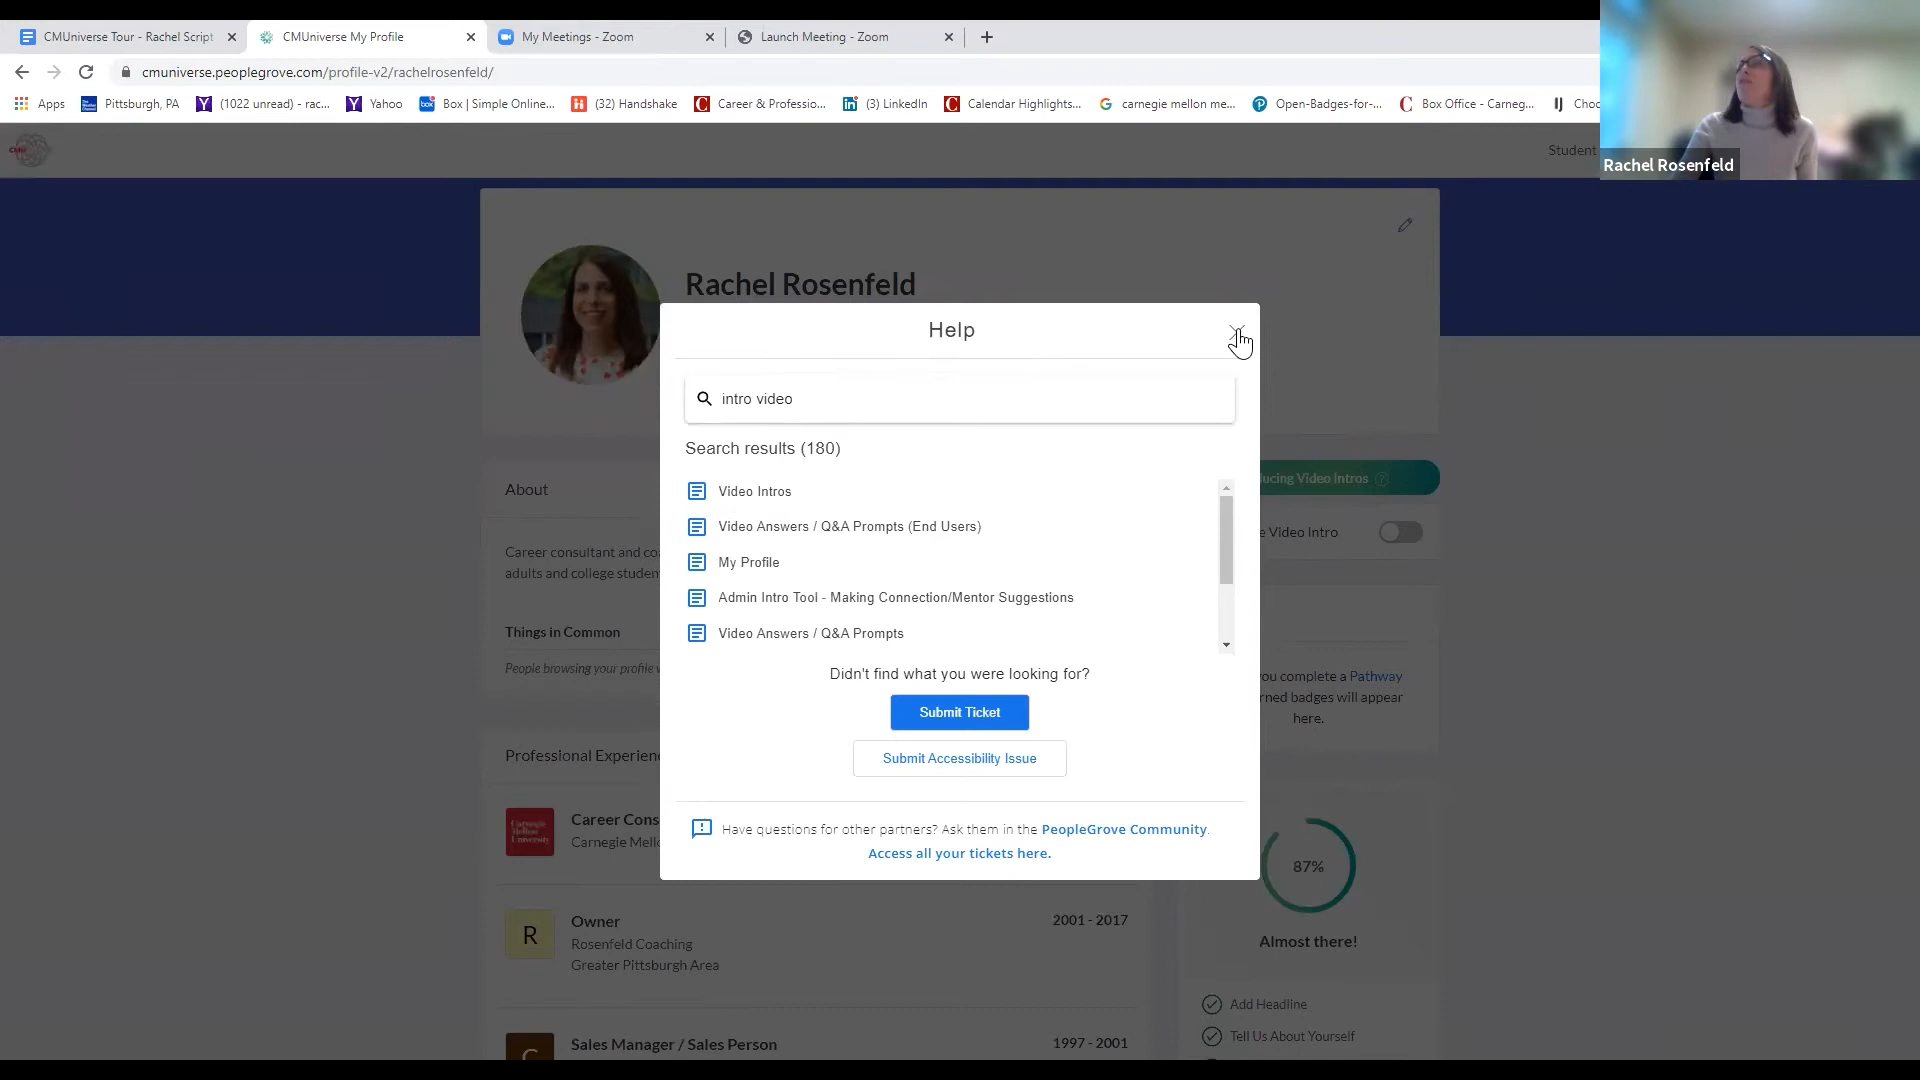 CMUniverse Tour - Rachel Script
CMUniverse My Profile
My Meetings - Zoom
Launch Meeting - Zoom
cmuniverse.peoplegrove.com/profile-v2/rachelrosenfeld/
Apps
Pittsburgh, PA
(1022 unread) - rac...
Yahoo
Box | Simple Online...
(32) Handshake
Career & Professio...
(3) LinkedIn
Calendar Highlights...
carnegie mellon me...
Open-Badges-for-...
Box Office - Carneg...
Choo
Rachel Rosenfeld
Student
Rachel Rosenfeld
Help
intro video
Search results (180)
Video Intros
Video Answers / Q&A Prompts (End Users)
My Profile
Admin Intro Tool - Making Connection/Mentor Suggestions
Video Answers / Q&A Prompts
Didn't find what you were looking for?
Submit Ticket
Submit Accessibility Issue
Have questions for other partners? Ask them in the PeopleGrove Community.
Access all your tickets here.
About
Career consultant and co
adults and college studen
Things in Common
People browsing your profile
Professional Experien
Carnegie
Mellon
University
Career Cons
Carnegie Mello
R
Owner
Rosenfeld Coaching
Greater Pittsburgh Area
2001 - 2017
Sales Manager / Sales Person
1997 - 2001
ucing Video Intros
e Video Intro
ou complete a Pathway
rned badges will appear
here.
87%
Almost there!
Add Headline
Tell Us About Yourself